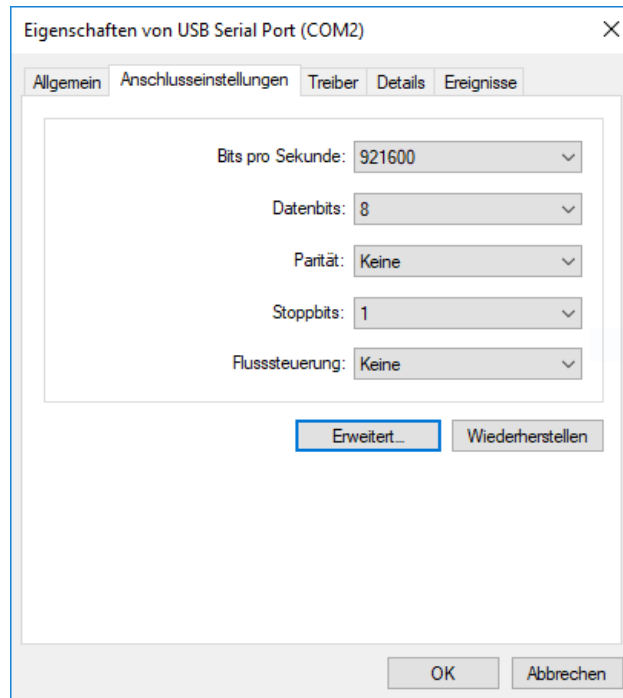 Eigenschaften von USB Serial Port (COM2)
Allgemein Anschlusseinstellungen Treiber Details Ereignisse
Bits pro Sekunde: 921600
Datenbits: 8
Parität: Keine
Stoppbits: 1
Flusssteuerung: Keine
Erweitert... Wiederherstellen
OK Abbrechen